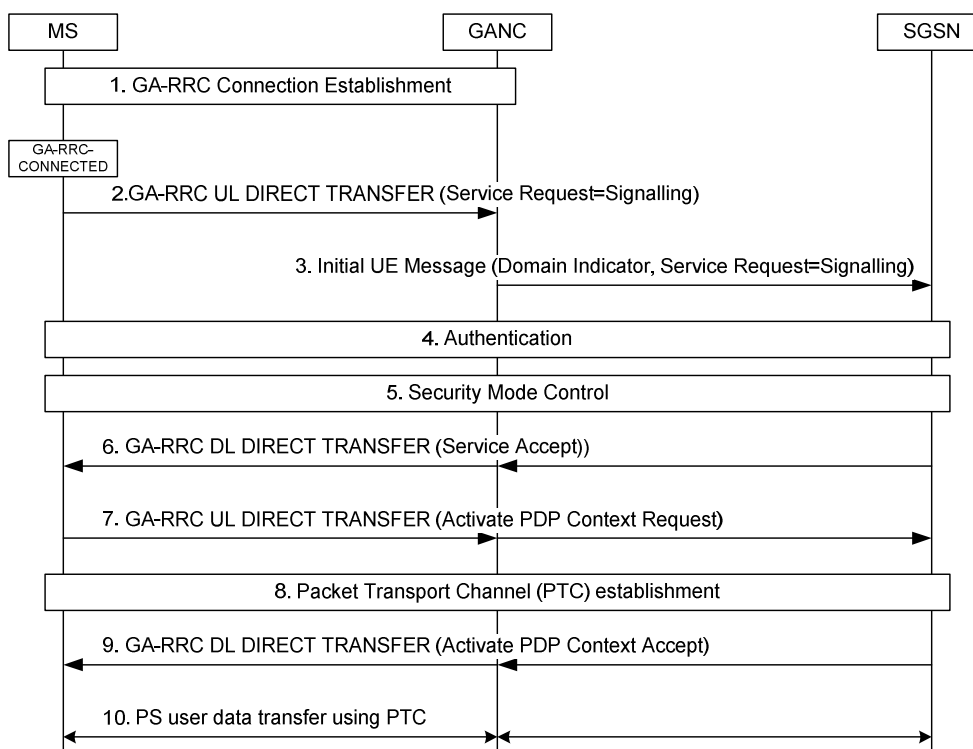 MS
GANC
SGSN
1. GA-RRC Connection Establishment
GA-RRC-
CONNECTED
2.GA-RRC UL DIRECT TRANSFER (Service Request=Signalling)
3. Initial UE Message (Domain Indicator, Service Request=Signalling)
4. Authentication
5. Security Mode Control
6. GA-RRC DL DIRECT TRANSFER (Service Accept))
7. GA-RRC UL DIRECT TRANSFER (Activate PDP Context Request)
8. Packet Transport Channel (PTC) establishment
9. GA-RRC DL DIRECT TRANSFER (Activate PDP Context Accept)
10. PS user data transfer using PTC